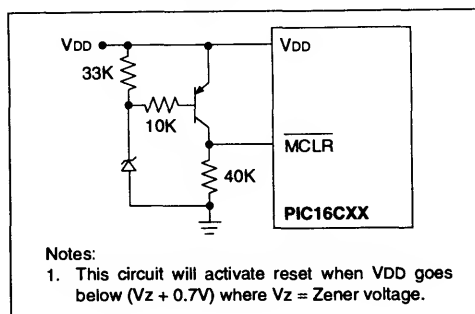 VDD VDD
33K
10K
MCLR
40K
PIC16CXX
Notes:
1. This circuit will activate reset when VDD goes
below (Vz + 0.7V) where Vz = Zener voltage.